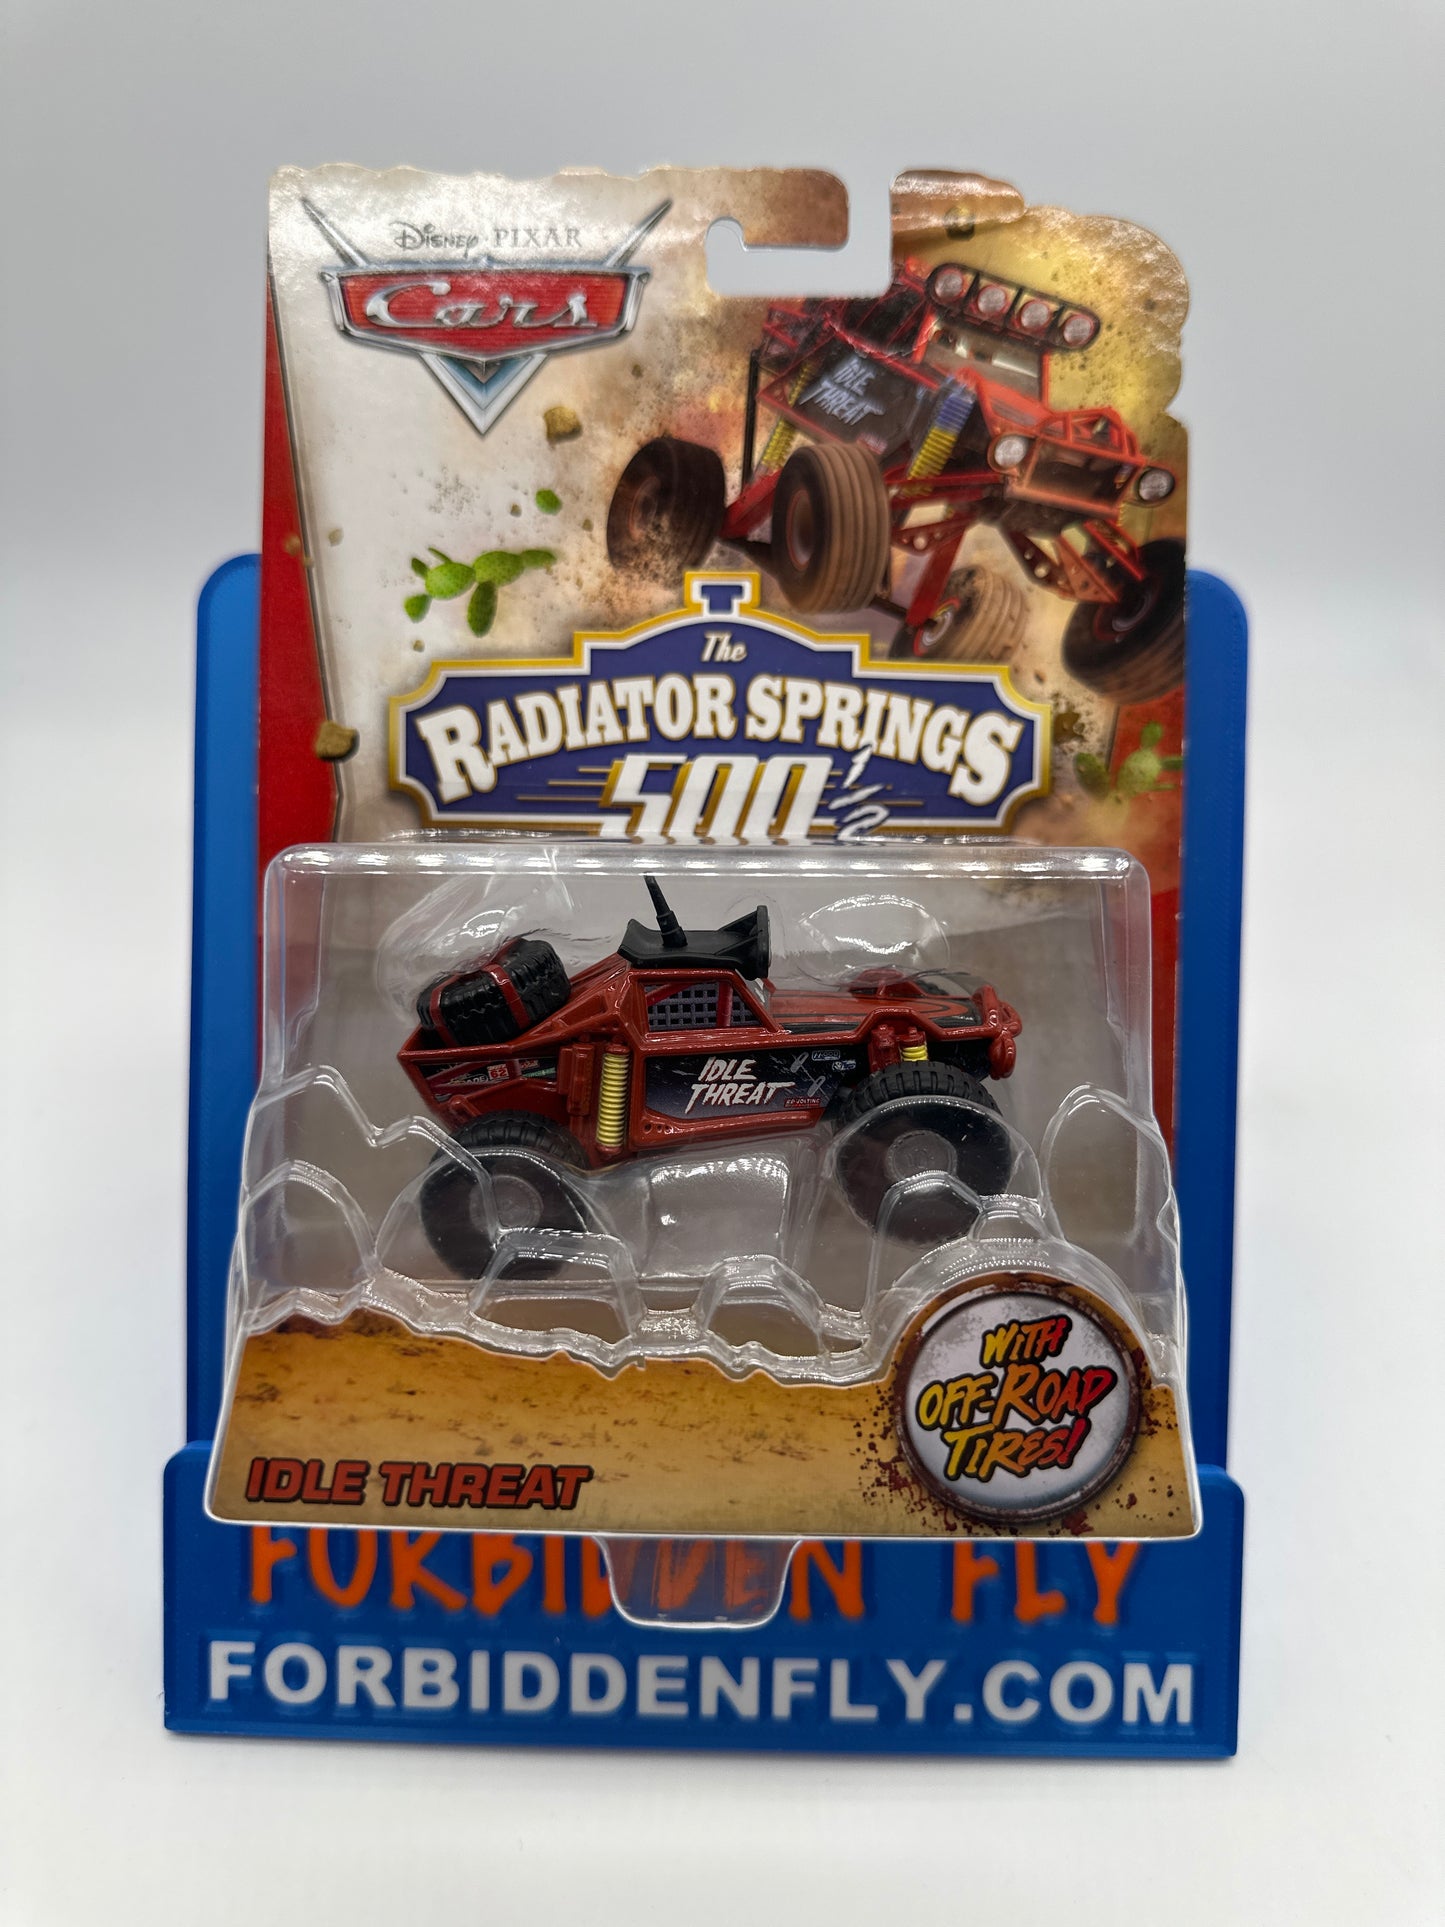 Disney PIXAR
Cars
IDLE
THREAT
The
RADIATOR SPRINGS
500 1/2
IDLE
THREAT
WITH
OFF-ROAD
TIRES!
IDLE THREAT
FORBIDDEN FLY
FORBIDDENFLY.COM